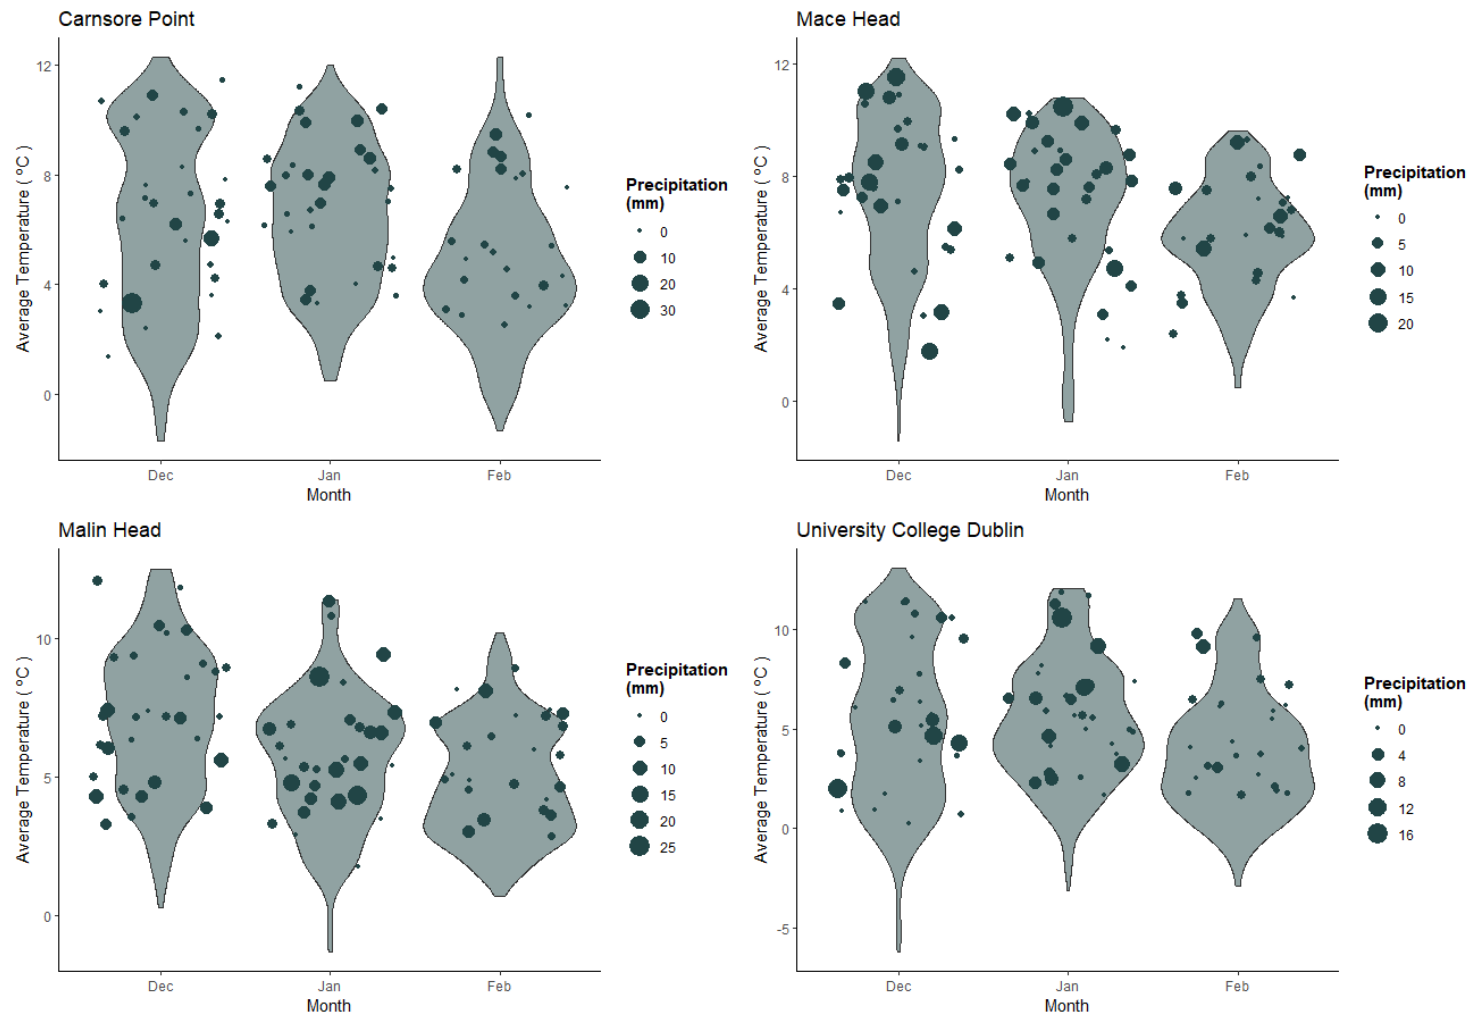 Carnsore Point
Average Temperature ( ºC )
12
8
4
0
Dec
Jan
Feb
Month
Precipitation
(mm)
0
10
20
30
Mace Head
Average Temperature ( ºC )
12
8
4
0
Dec
Jan
Feb
Month
Precipitation
(mm)
0
5
10
15
20
Malin Head
Average Temperature ( ºC )
10
5
0
Dec
Jan
Feb
Month
Precipitation
(mm)
0
5
10
15
20
25
University College Dublin
Average Temperature ( ºC )
10
5
0
-5
Dec
Jan
Feb
Month
Precipitation
(mm)
0
4
8
12
16